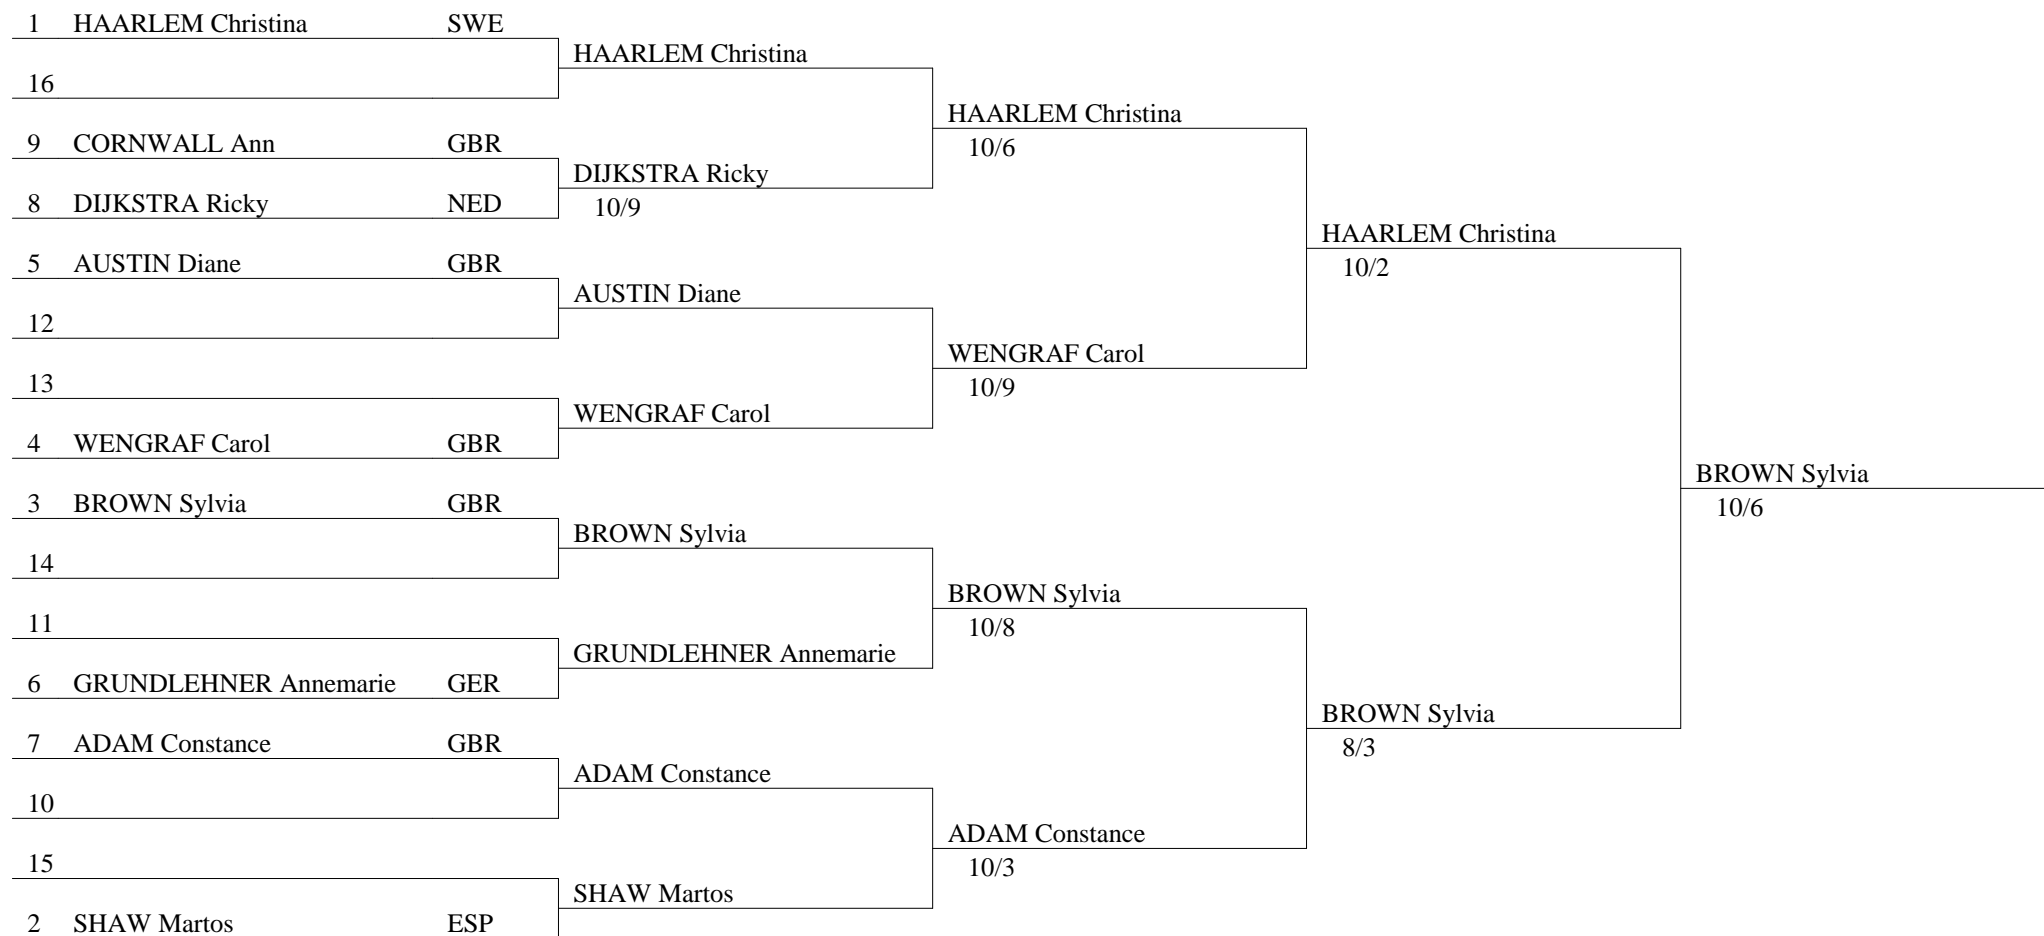 1 HAARLEM Christina SWE
HAARLEM Christina
16
HAARLEM Christina
9 CORNWALL Ann GBR
10/6
DIJKSTRA Ricky
8 DIJKSTRA Ricky NED
10/9
HAARLEM Christina
5 AUSTIN Diane GBR
10/2
AUSTIN Diane
12
WENGRAF Carol
13
10/9
WENGRAF Carol
4 WENGRAF Carol GBR
BROWN Sylvia
3 BROWN Sylvia GBR
10/6
BROWN Sylvia
14
BROWN Sylvia
11
10/8
GRUNDLEHNER Annemarie
6 GRUNDLEHNER Annemarie GER
BROWN Sylvia
7 ADAM Constance GBR
8/3
ADAM Constance
10
ADAM Constance
15
10/3
SHAW Martos
2 SHAW Martos ESP